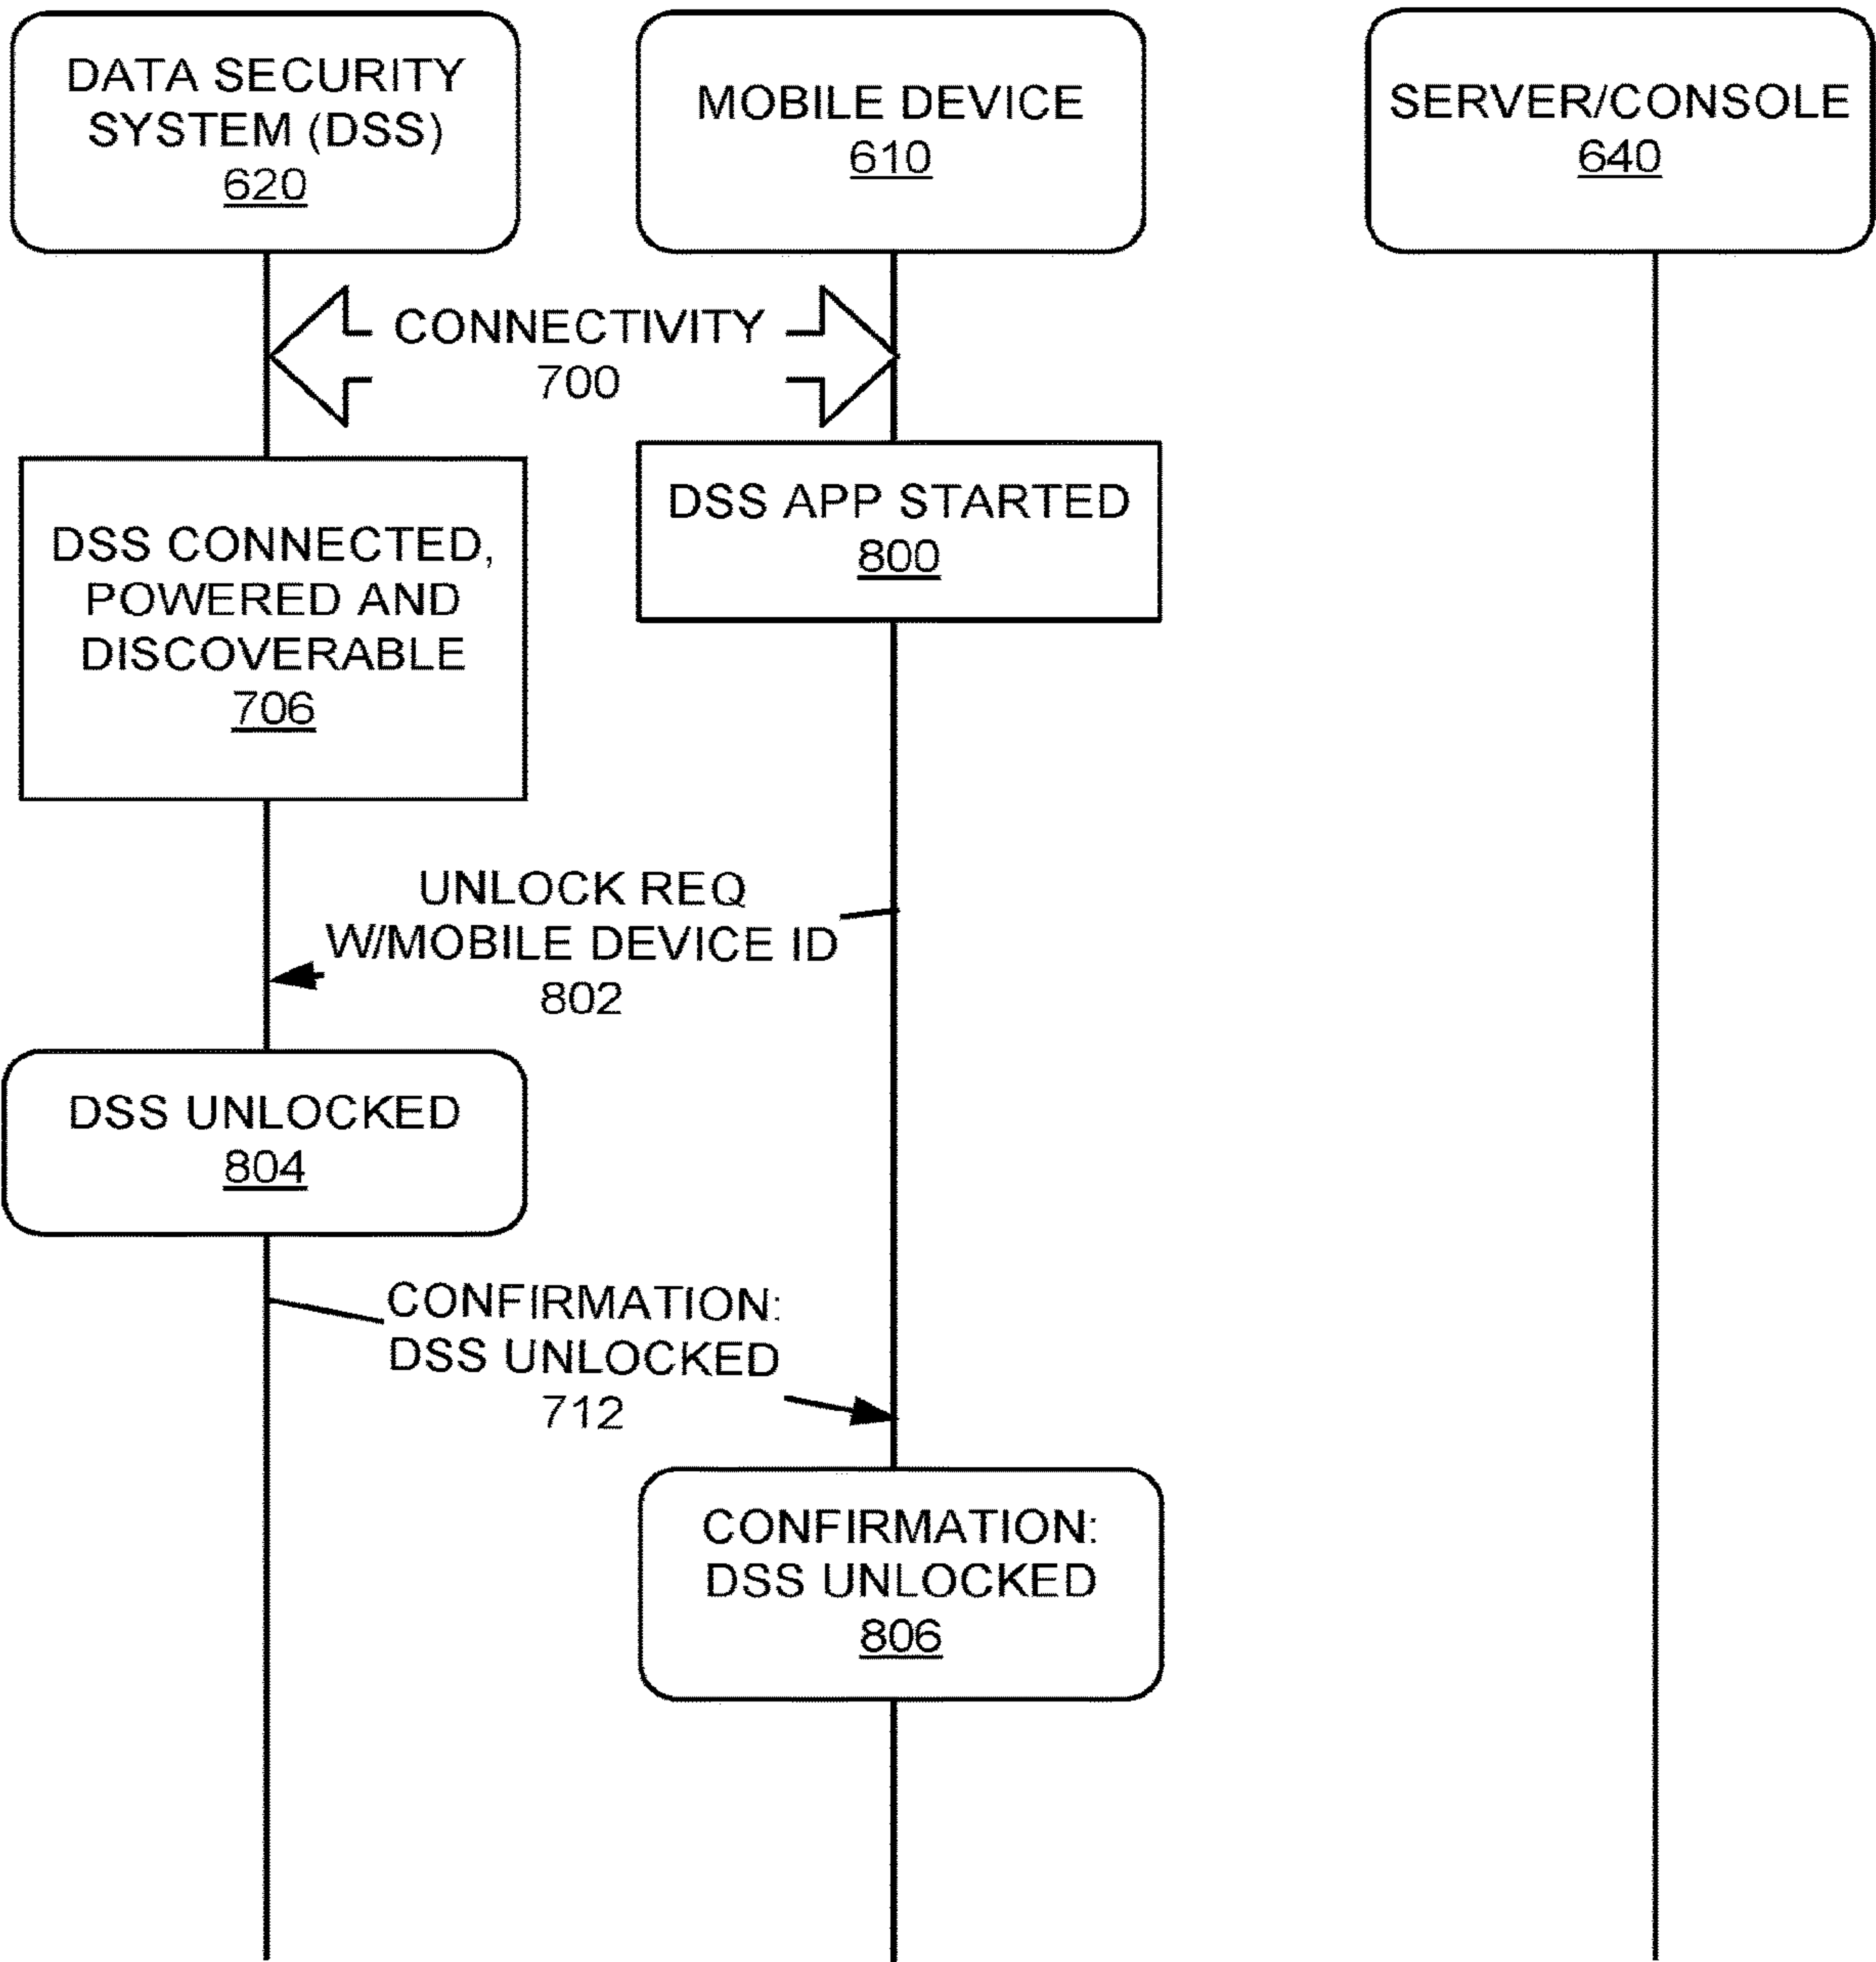 DATA SECURITY
SYSTEM (DSS)
620
MOBILE DEVICE
610
SERVER/CONSOLE
640
CONNECTIVITY
700
DSS CONNECTED,
POWERED AND
DISCOVERABLE
706
DSS APP STARTED
800
UNLOCK REQ
W/MOBILE DEVICE ID
802
DSS UNLOCKED
804
CONFIRMATION:
DSS UNLOCKED
712
CONFIRMATION:
DSS UNLOCKED
806